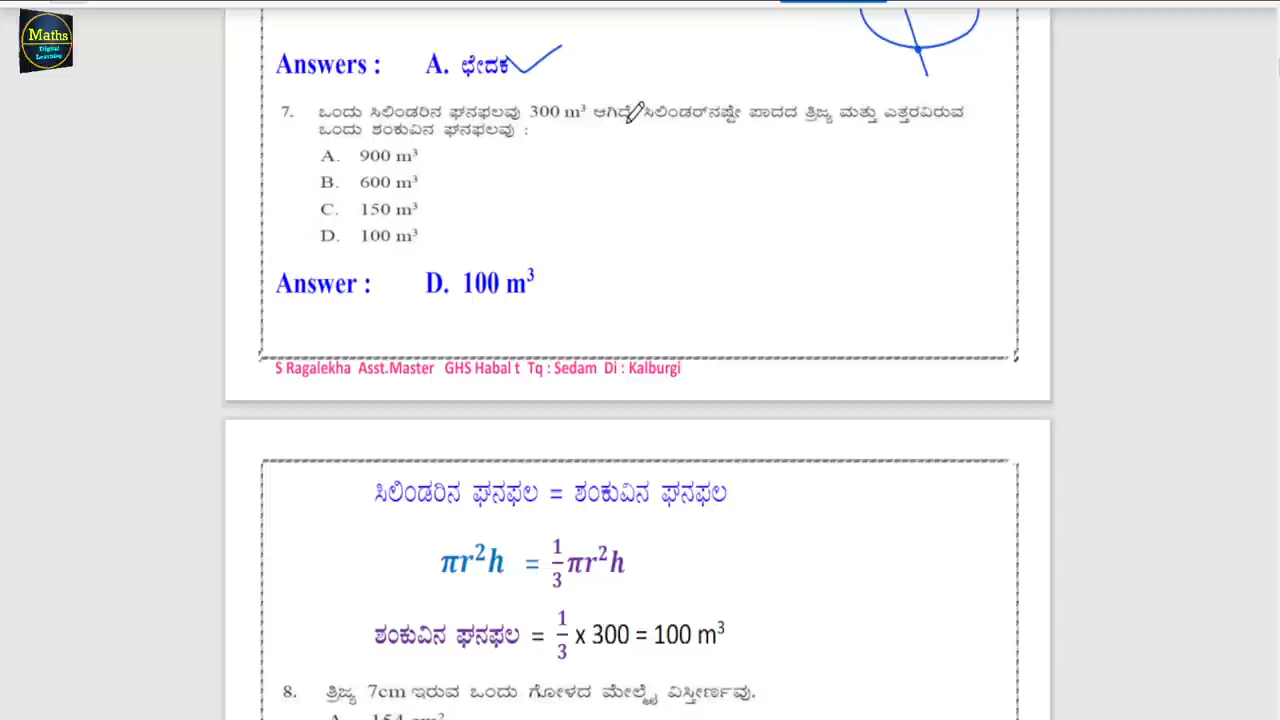 Maths
Digital
Learning
Answers : A. ಛೇದಕ
7. ಒಂದು ಸಿಲಿಂಡರಿನ ಘನಫಲವು 300 m³ ಆಗಿದೆ ಸಿಲಿಂಡರ್‌ನಷ್ಟೇ ಪಾದದ ತ್ರಿಜ್ಯ ಮತ್ತು ಎತ್ತರವಿರುವ
ಒಂದು ಶಂಕುವಿನ ಘನಫಲವು :
A. 900 m³
B. 600 m³
C. 150 m³
D. 100 m³
Answer : D. 100 m³
S Ragalekha Asst.Master GHS Habal t Tq : Sedam Di : Kalburgi
ಸಿಲಿಂಡರಿನ ಘನಫಲ = ಶಂಕುವಿನ ಘನಫಲ
πr²h = 1/3 πr²h
ಶಂಕುವಿನ ಘನಫಲ = 1/3 x 300 = 100 m³
8. ತ್ರಿಜ್ಯ 7cm ಇರುವ ಒಂದು ಗೋಳದ ಮೇಲ್ಮೈ ವಿಸ್ತೀರ್ಣವು.
A. 154 cm²